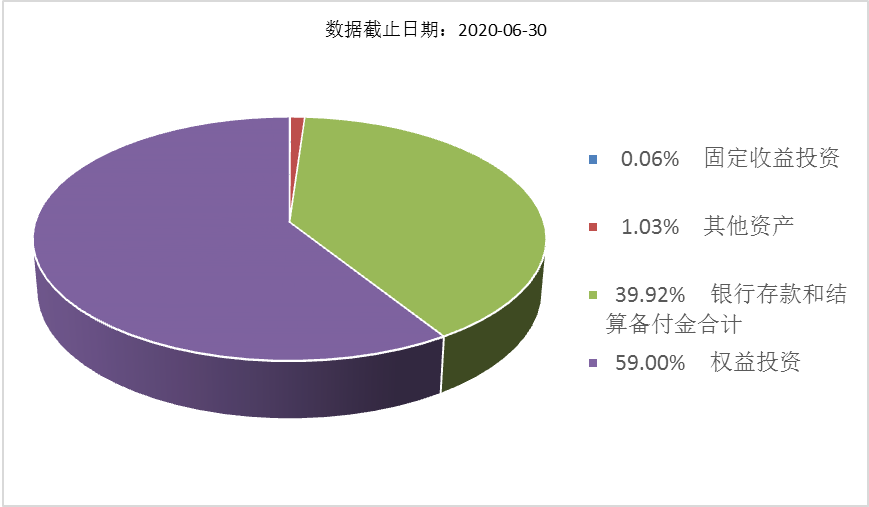 数据截止日期：2020-06-30
0.06% 固定收益投资
1.03% 其他资产
39.92% 银行存款和结
算备付金合计
59.00% 权益投资